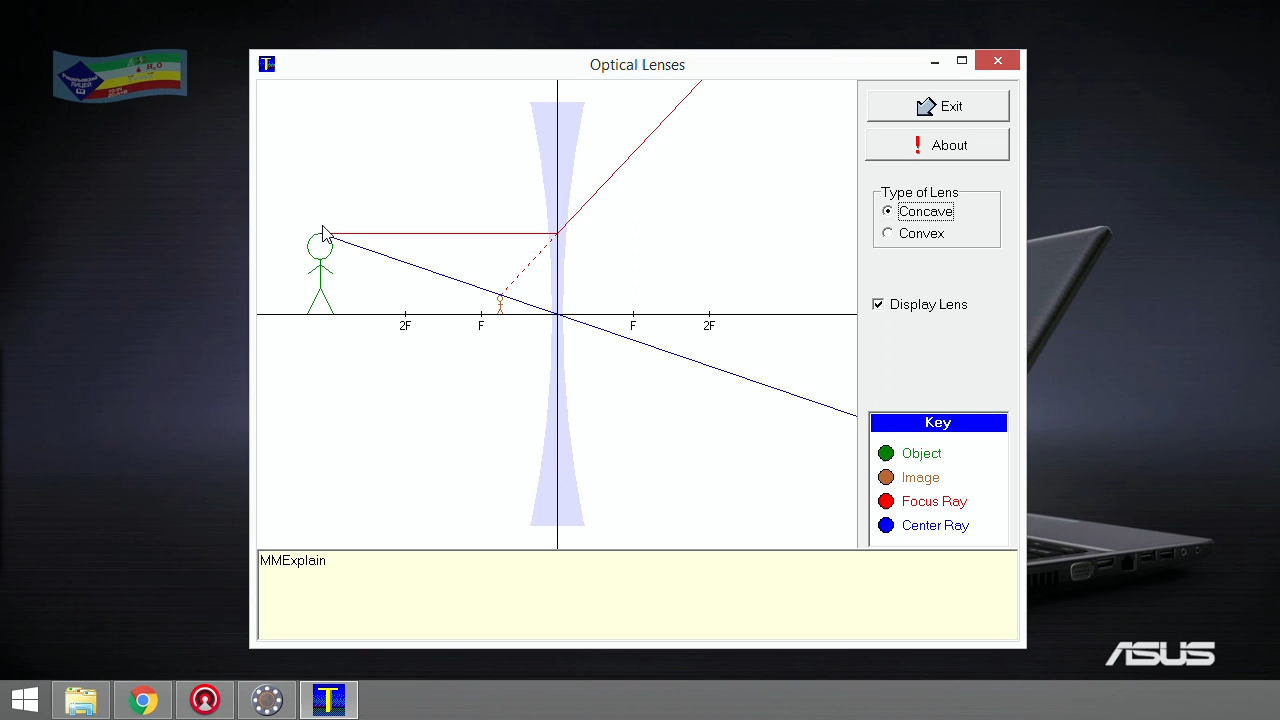 Optical Lenses
Exit
! About
Type of Lens
Concave
Convex
Display Lens
2F F F 2F
Key
Object
Image
Focus Ray
Center Ray
MMExplain
ASUS